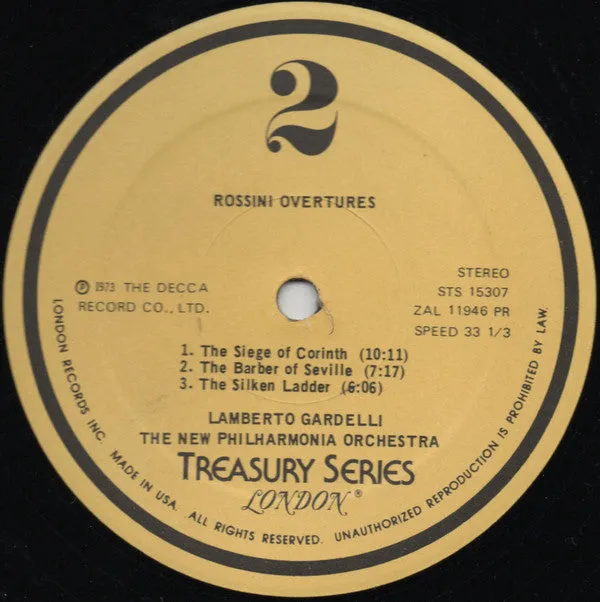 2
ROSSINI OVERTURES
℗ 1973 THE DECCA
RECORD CO., LTD.
STEREO
STS 15307
ZAL 11946 PR
SPEED 33 1/3
1. The Siege of Corinth (10:11)
2. The Barber of Seville (7:17)
3. The Silken Ladder (6:06)
LAMBERTO GARDELLI
THE NEW PHILHARMONIA ORCHESTRA
TREASURY SERIES
LONDON®
LONDON RECORDS INC. MADE IN USA. ALL RIGHTS RESERVED. UNAUTHORIZED REPRODUCTION IS PROHIBITED BY LAW.